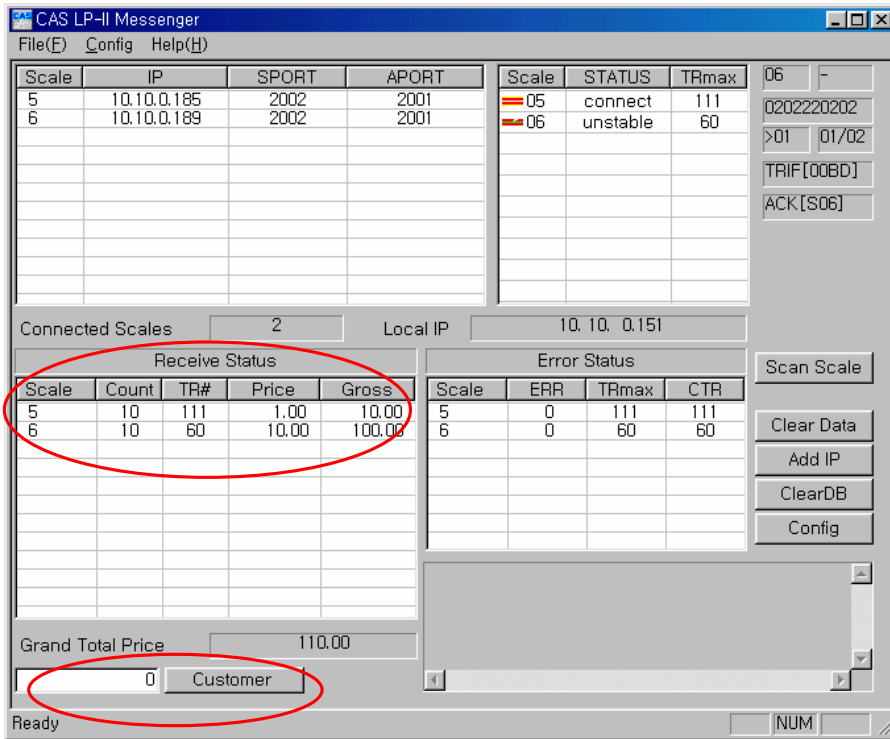 CAS LP-II Messenger
File(F) Config Help(H)
Scale IP SPORT APORT
5 10.10.0.185 2002 2001
6 10.10.0.189 2002 2001
Scale STATUS TRmax
05 connect 111
06 unstable 60
06 -
0202220202
>01 01/02
TRIF[00BD]
ACK[S06]
Connected Scales 2 Local IP 10. 10. 0.151
Receive Status
Scale Count TR# Price Gross
5 10 111 1.00 10.00
6 10 60 10.00 100.00
Error Status
Scale ERR TRmax CTR
5 0 111 111
6 0 60 60
Scan Scale
Clear Data
Add IP
ClearDB
Config
Grand Total Price 110.00
0 Customer
Ready NUM